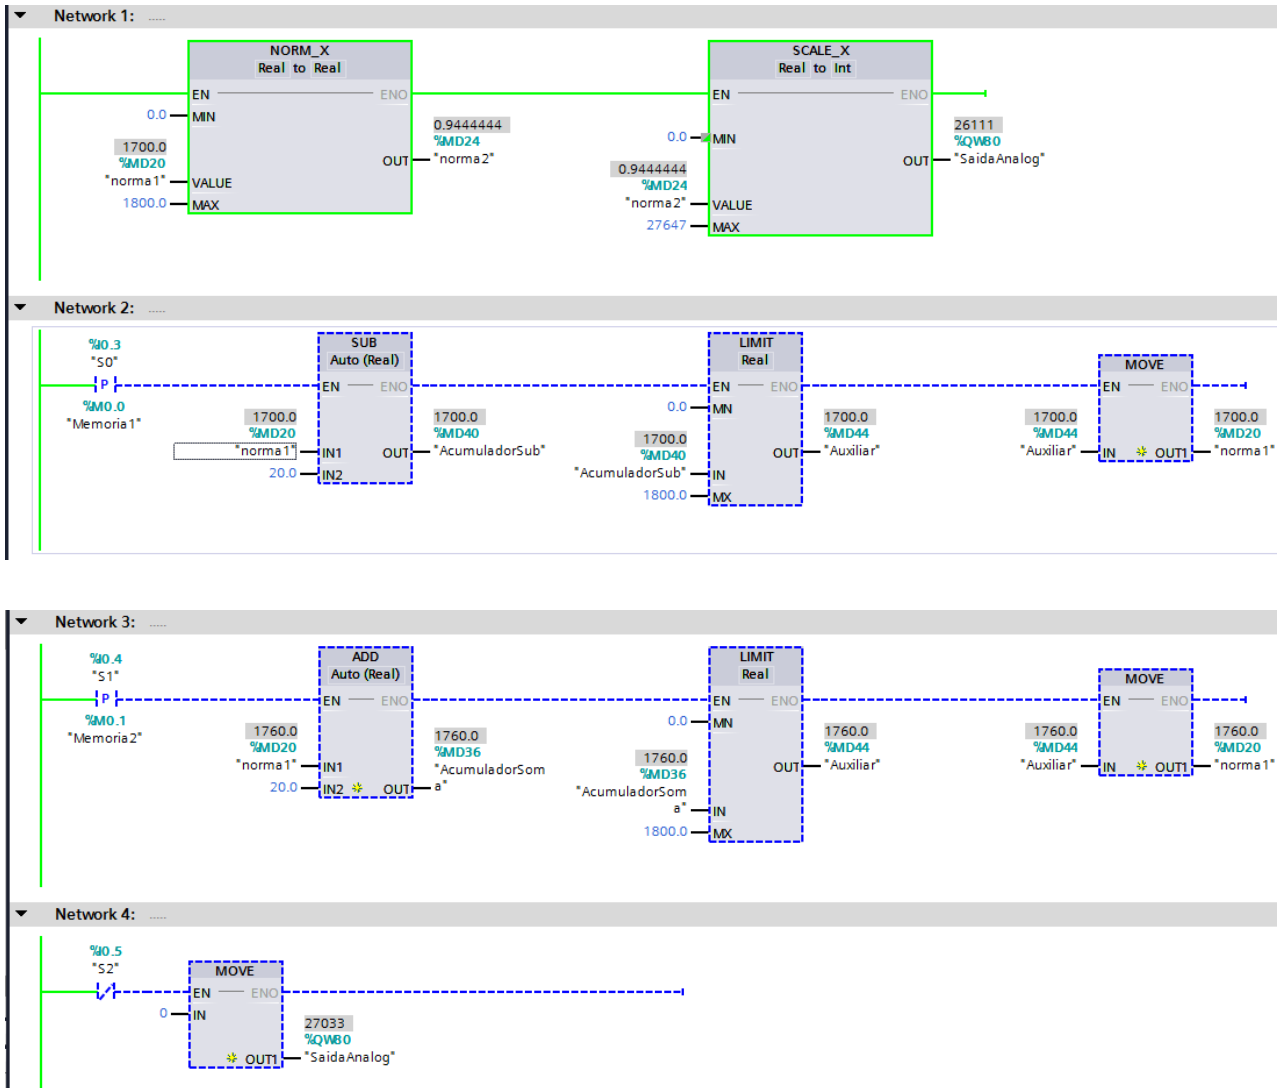 Network 1: .....
NORM_X
Real to Real
EN ENO
0.0 MIN
1700.0
%MD20
"norma1" VALUE
1800.0 MAX
0.9444444
%MD24
OUT "norma2"
SCALE_X
Real to Int
EN ENO
0.0 MIN
0.9444444
%MD24
"norma2" VALUE
27647 MAX
26111
%QW80
OUT "SaidaAnalog"
Network 2: .....
%I0.3
"S0"
P
%M0.0
"Memoria1"
SUB
Auto (Real)
EN ENO
1700.0
%MD20
"norma1" IN1
20.0 IN2
1700.0
%MD40
OUT "AcumuladorSub"
LIMIT
Real
EN ENO
0.0 MN
1700.0
%MD40
"AcumuladorSub" IN
1800.0 MX
1700.0
%MD44
OUT "Auxiliar"
MOVE
EN ENO
1700.0
%MD44
"Auxiliar" IN
1700.0
%MD20
OUT1 "norma1"
Network 3: .....
%I0.4
"S1"
P
%M0.1
"Memoria2"
ADD
Auto (Real)
EN ENO
1760.0
%MD20
"norma1" IN1
20.0 IN2
1760.0
%MD36
"AcumuladorSom
OUT a"
LIMIT
Real
EN ENO
0.0 MN
1760.0
%MD36
"AcumuladorSom
a" IN
1800.0 MX
1760.0
%MD44
OUT "Auxiliar"
MOVE
EN ENO
1760.0
%MD44
"Auxiliar" IN
1760.0
%MD20
OUT1 "norma1"
Network 4: .....
%I0.5
"S2"
MOVE
EN ENO
0 IN
27033
%QW80
OUT1 "SaidaAnalog"